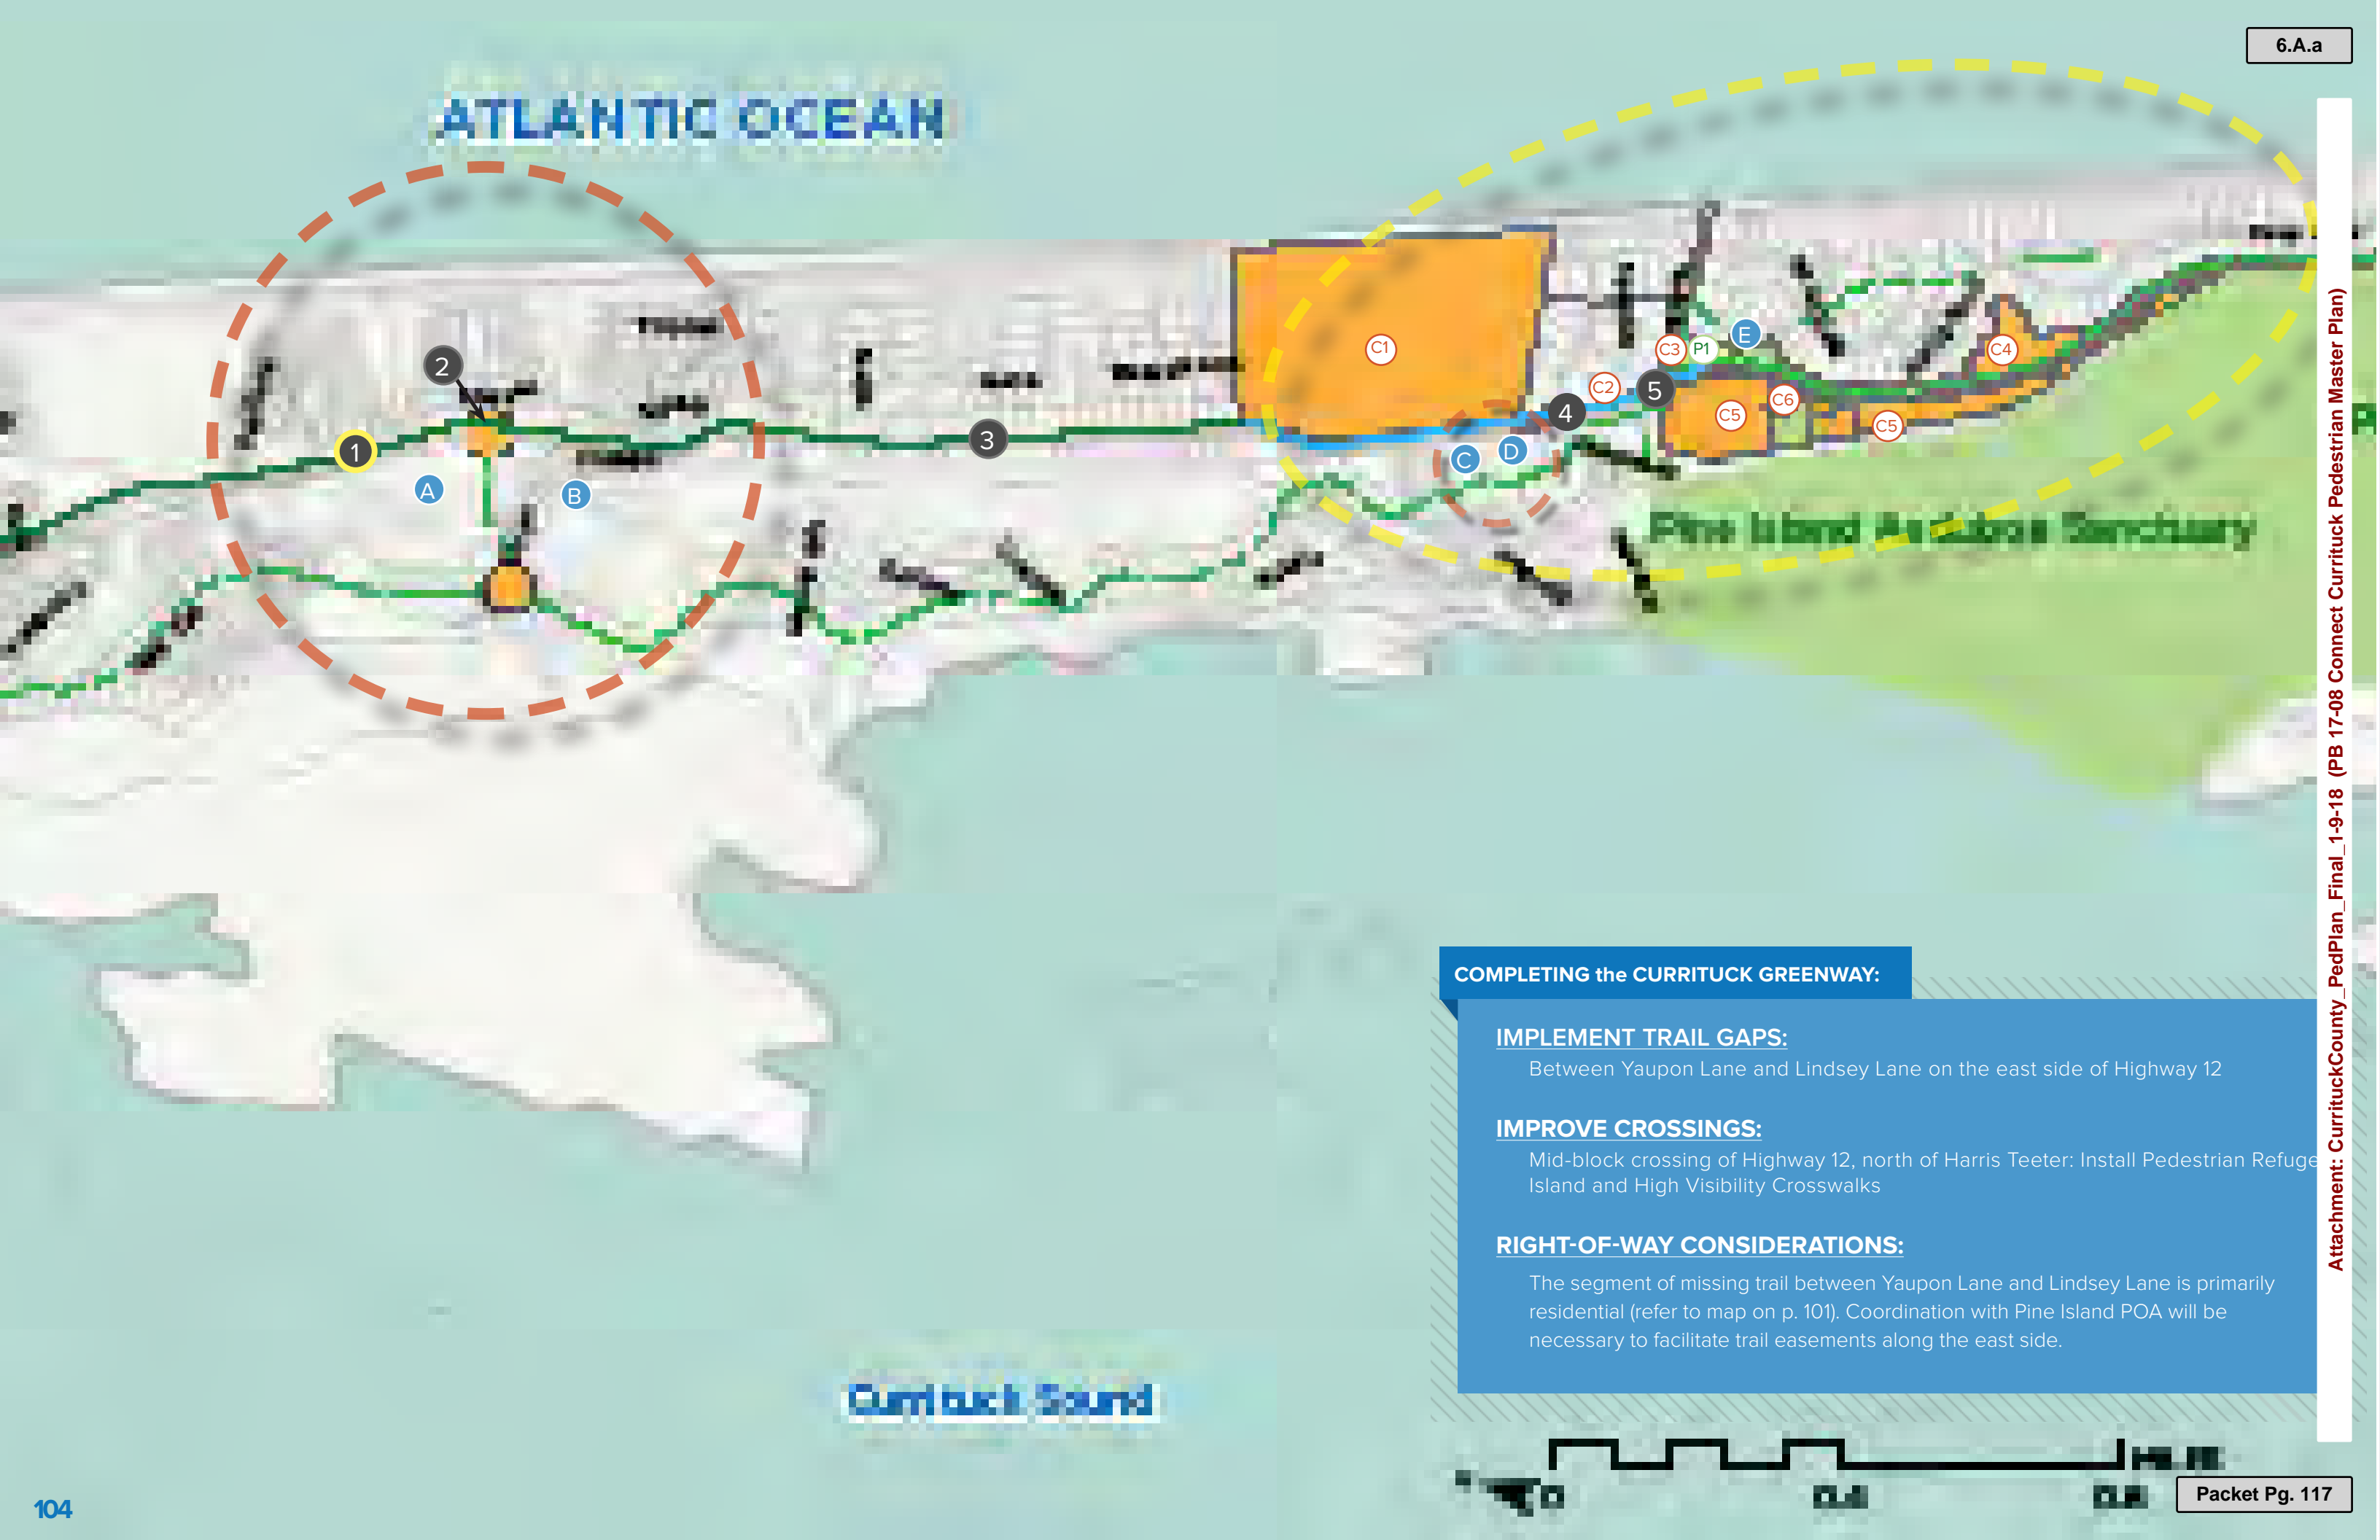 6.A.a
ATLANTIC OCEAN
E
C3
P1
C1
C4
2
C2
5
4
C6
C5
C5
1
3
A
B
C
D
Pine Island Audubon Sanctuary
COMPLETING the CURRITUCK GREENWAY:
IMPLEMENT TRAIL GAPS:
Between Yaupon Lane and Lindsey Lane on the east side of Highway 12
IMPROVE CROSSINGS:
Mid-block crossing of Highway 12, north of Harris Teeter: Install Pedestrian Refuge
Island and High Visibility Crosswalks
RIGHT-OF-WAY CONSIDERATIONS:
The segment of missing trail between Yaupon Lane and Lindsey Lane is primarily
residential (refer to map on p. 101). Coordination with Pine Island POA will be
necessary to facilitate trail easements along the east side.
Currituck Sound
0
104
Packet Pg. 117
Attachment: CurrituckCounty_PedPlan_Final_1-9-18 (PB 17-08 Connect Currituck Pedestrian Master Plan)